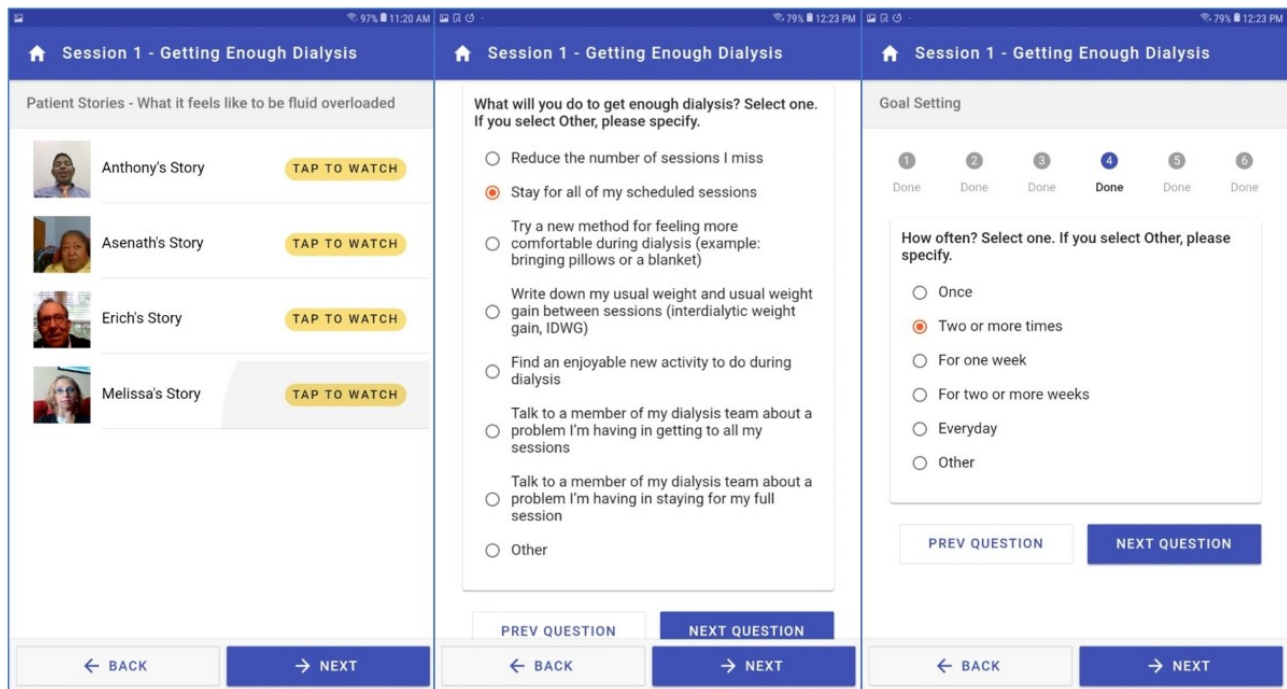 97% 11:20 AM
Session 1 - Getting Enough Dialysis
Patient Stories - What it feels like to be fluid overloaded
Anthony's Story
TAP TO WATCH
Asenath's Story
TAP TO WATCH
Erich's Story
TAP TO WATCH
Melissa's Story
TAP TO WATCH
← BACK
→ NEXT
79% 12:23 PM
Session 1 - Getting Enough Dialysis
What will you do to get enough dialysis? Select one.
If you select Other, please specify.
Reduce the number of sessions I miss
Stay for all of my scheduled sessions
Try a new method for feeling more
comfortable during dialysis (example:
bringing pillows or a blanket)
Write down my usual weight and usual weight
gain between sessions (interdialytic weight
gain, IDWG)
Find an enjoyable new activity to do during
dialysis
Talk to a member of my dialysis team about a
problem I'm having in getting to all my
sessions
Talk to a member of my dialysis team about a
problem I'm having in staying for my full
session
Other
PREV QUESTION
NEXT QUESTION
← BACK
→ NEXT
79% 12:23 PM
Session 1 - Getting Enough Dialysis
Goal Setting
1 2 3 4 5 6
Done Done Done Done Done Done
How often? Select one. If you select Other, please
specify.
Once
Two or more times
For one week
For two or more weeks
Everyday
Other
PREV QUESTION
NEXT QUESTION
← BACK
→ NEXT